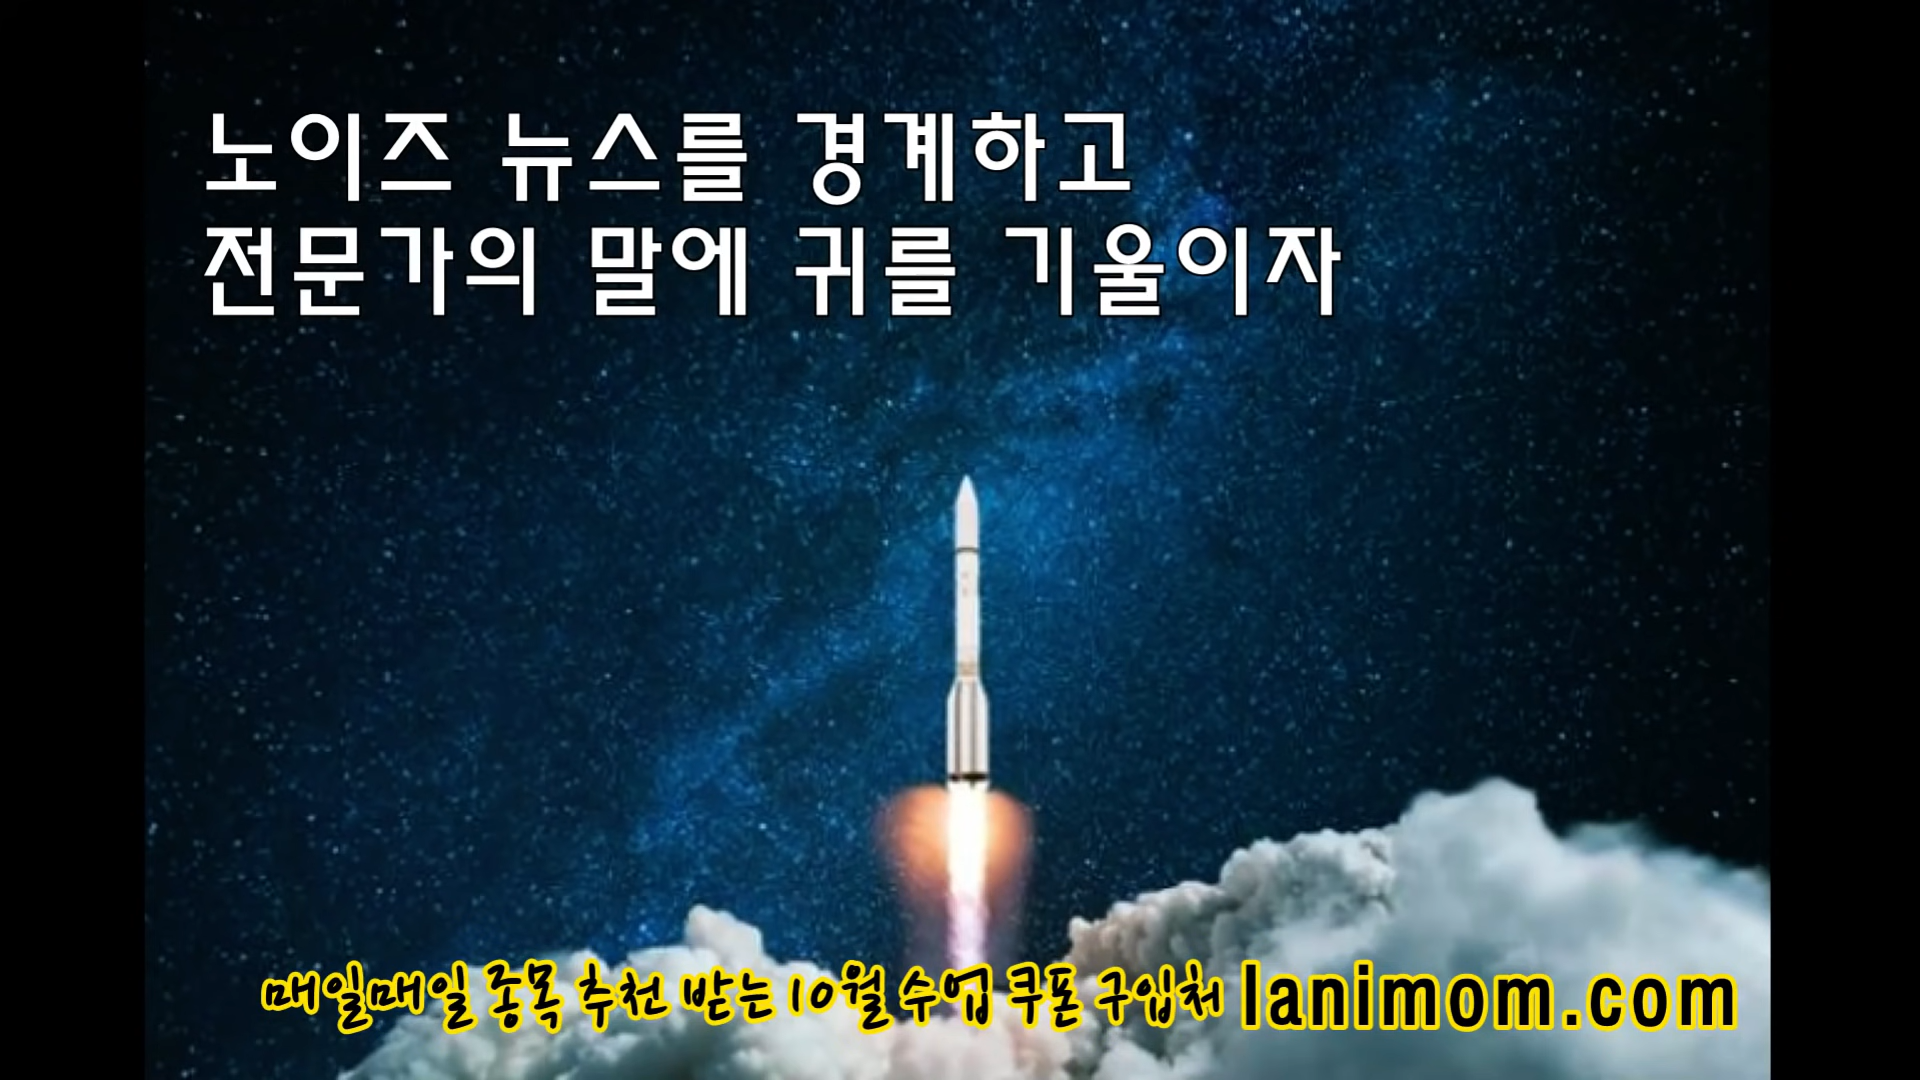 노이즈 뉴스를 경계하고
전문가의 말에 귀를 기울이자
매일매일 종목 추천 받는 10월 수업 쿠폰 구입처 lanimom.com